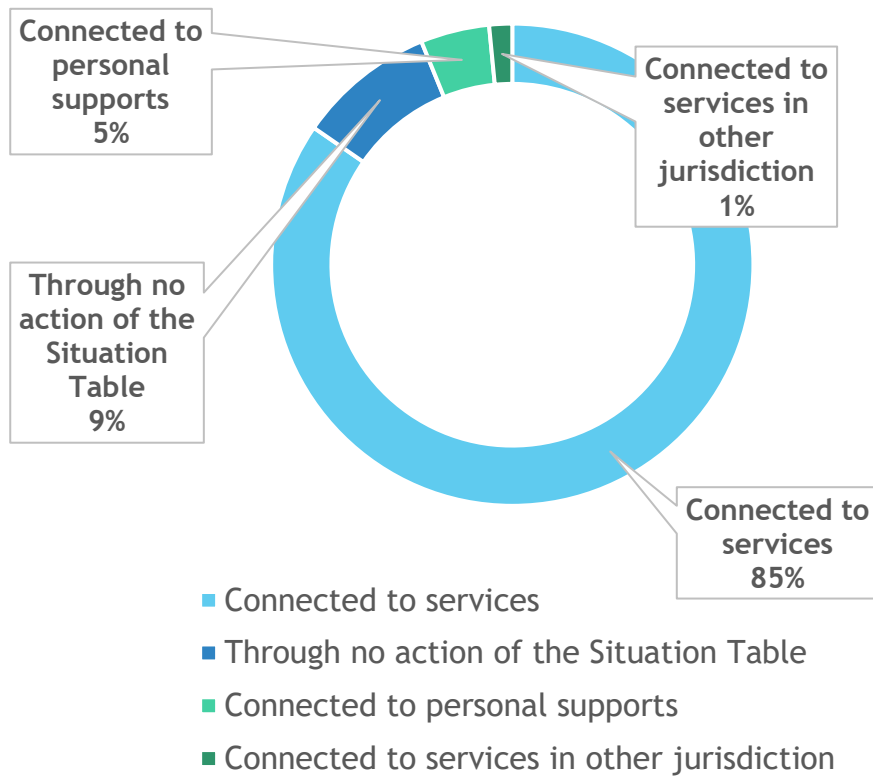 Connected to
personal
supports
5%
Connected to
services in
other
jurisdiction
1%
Through no
action of the
Situation
Table
9%
Connected to
services
85%
Connected to services
Through no action of the Situation Table
Connected to personal supports
Connected to services in other jurisdiction